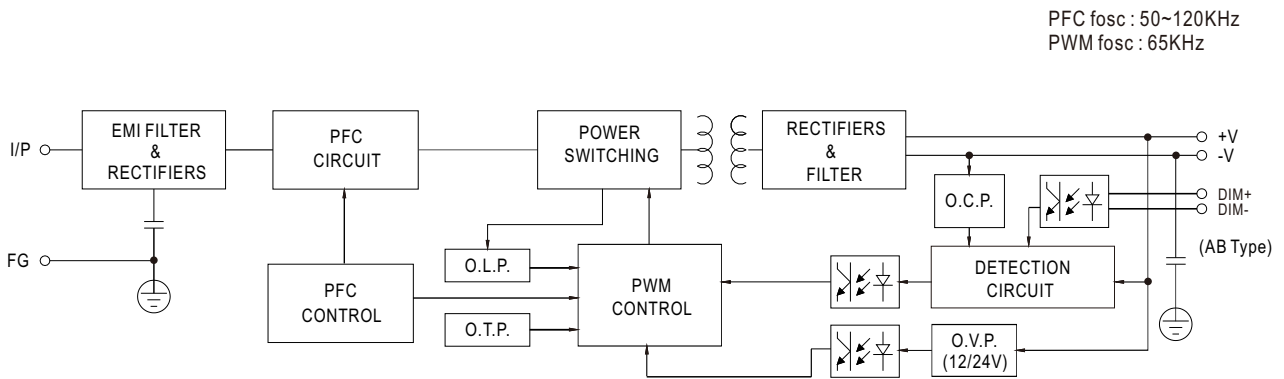 PFC fosc : 50~120KHz
PWM fosc : 65KHz
I/P
EMI FILTER
&
RECTIFIERS
PFC
CIRCUIT
POWER
SWITCHING
RECTIFIERS
&
FILTER
+V
-V
O.C.P.
DIM+
DIM-
(AB Type)
FG
O.L.P.
PFC
CONTROL
O.T.P.
PWM
CONTROL
DETECTION
CIRCUIT
O.V.P.
(12/24V)